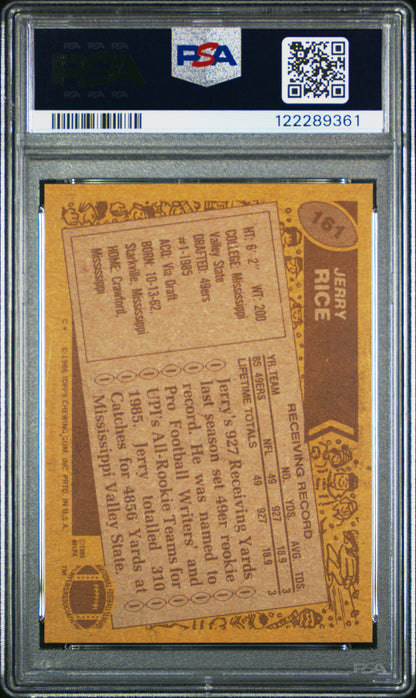 PSA
122289361
161
JERRY
RICE
HT: 6' 2" WT: 200
COLLEGE: Mississippi
Valley State
DRAFTED: 49ers
#1-1985
ACQ: Via Draft
BORN: 10-13-62,
Starkville, Mississippi
HOME: Crawford,
Mississippi
RECEIVING RECORD
YR. TEAM NO. YDS. AVG. TDS.
85 49ERS 49 927 18.9 3
NFL
LIFETIME TOTALS 49 927 18.9 3
Jerry's 927 Receiving Yards
last season set 49er rookie
record. He was named to
Pro Football Writers and
UPI's All-Rookie Teams for
1985. Jerry totalled 310
Catches for 4856 Yards at
Mississippi Valley State.
C* ©1986 TOPPS CHEWING GUM, INC. PRTD. IN U.S.A.
TM
PSA